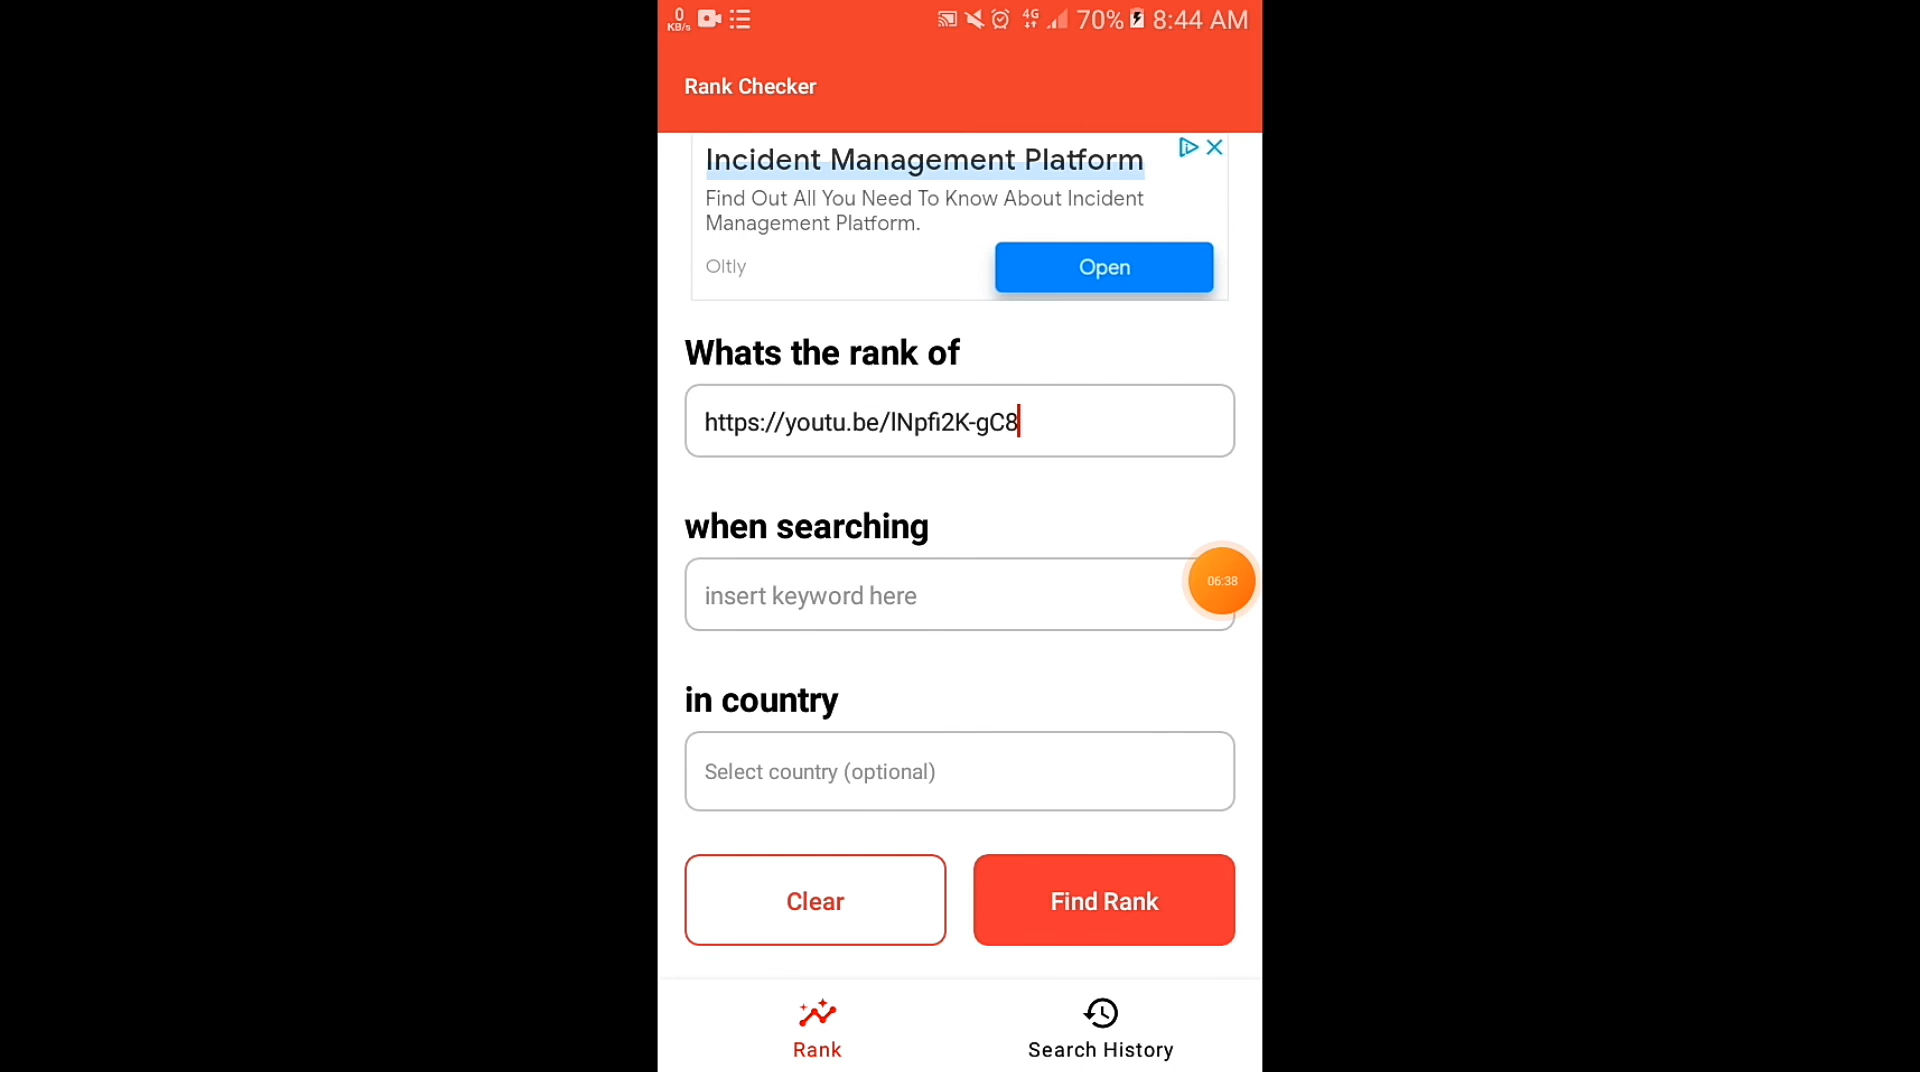 0
KB/s
4G
70%
8:44 AM
Rank Checker
Incident Management Platform
Find Out All You Need To Know About Incident
Management Platform.
Oltly
Open
Whats the rank of
https://youtu.be/lNpfi2K-gC8
when searching
insert keyword here
06:38
in country
Select country (optional)
Clear
Find Rank
Rank
Search History